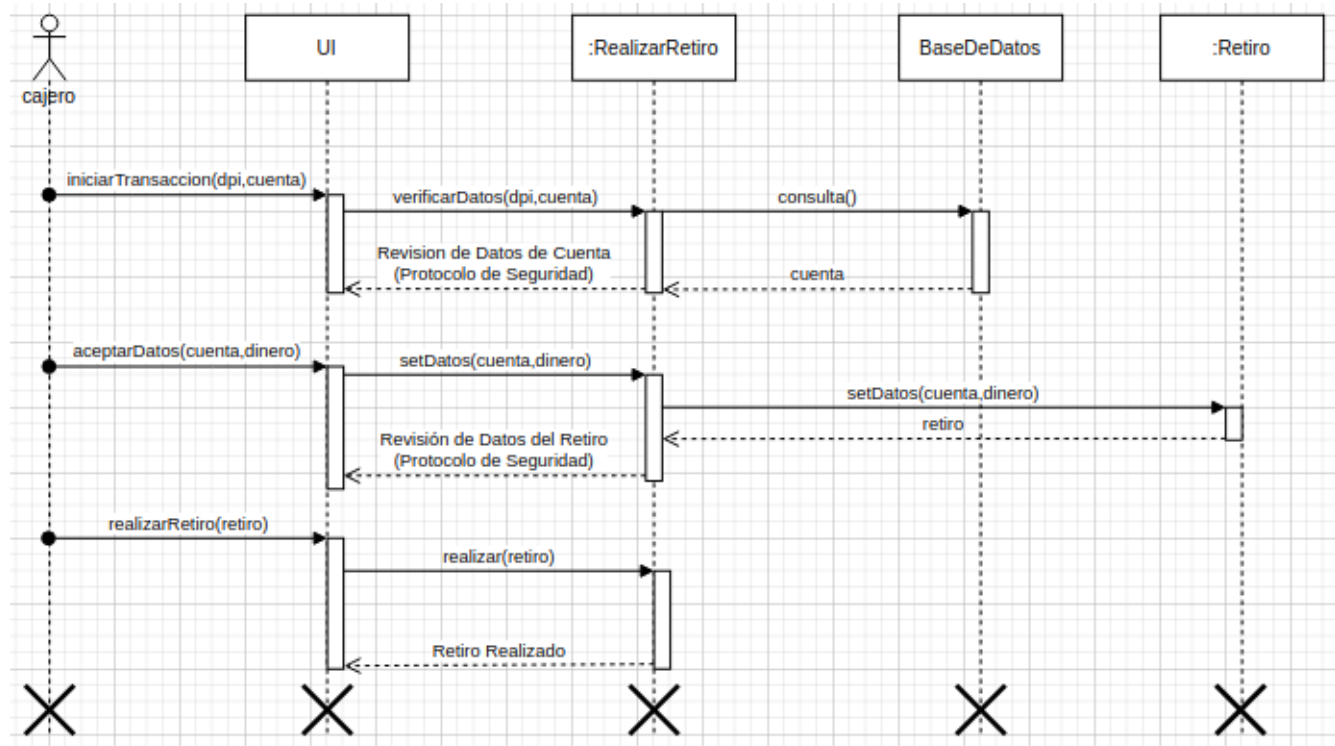 UI
:RealizarRetiro
BaseDeDatos
:Retiro
cajero
iniciarTransaccion(dpi,cuenta)
verificarDatos(dpi,cuenta)
consulta()
Revision de Datos de Cuenta
(Protocolo de Seguridad)
cuenta
aceptarDatos(cuenta,dinero)
setDatos(cuenta,dinero)
setDatos(cuenta,dinero)
retiro
Revisión de Datos del Retiro
(Protocolo de Seguridad)
realizarRetiro(retiro)
realizar(retiro)
Retiro Realizado